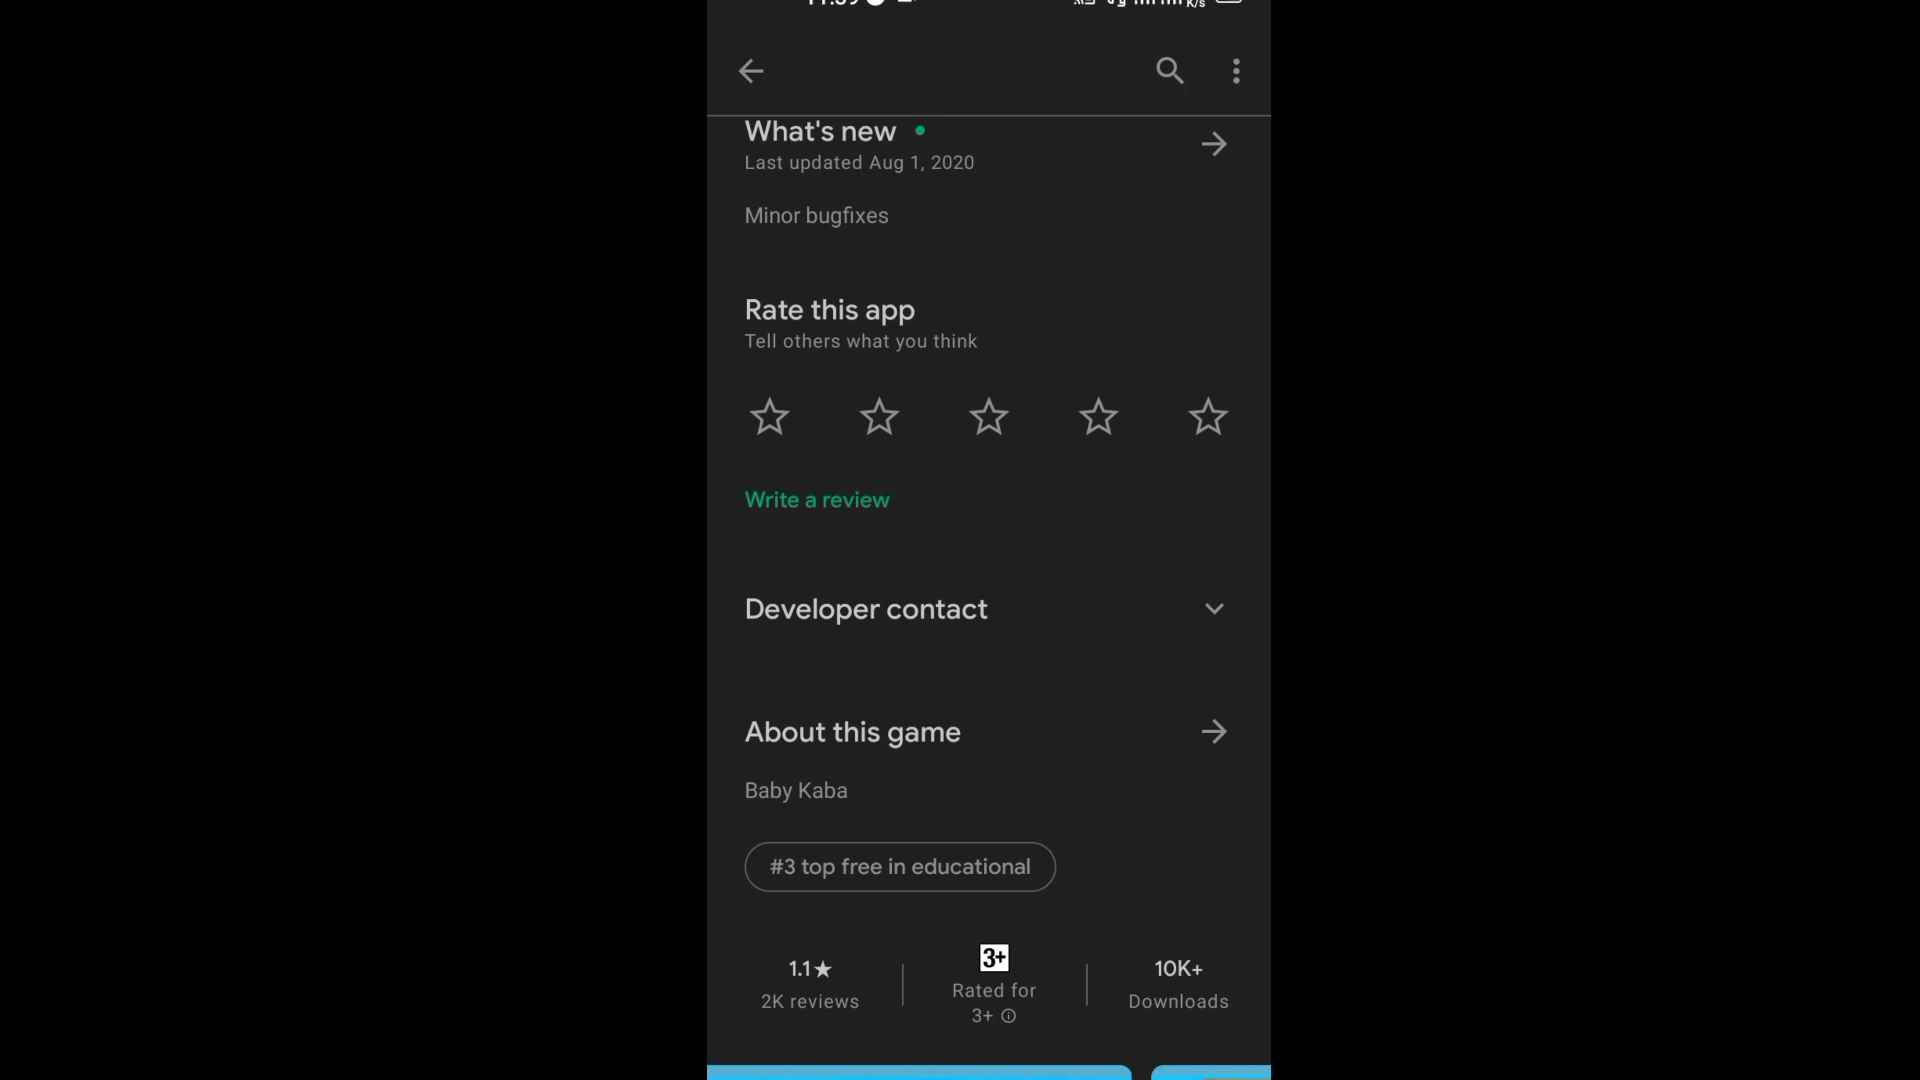 What's new
Last updated Aug 1, 2020
Minor bugfixes
Rate this app
Tell others what you think
Write a review
Developer contact
About this game
Baby Kaba
#3 top free in educational
1.1★
2K reviews
3+
Rated for
3+
10K+
Downloads